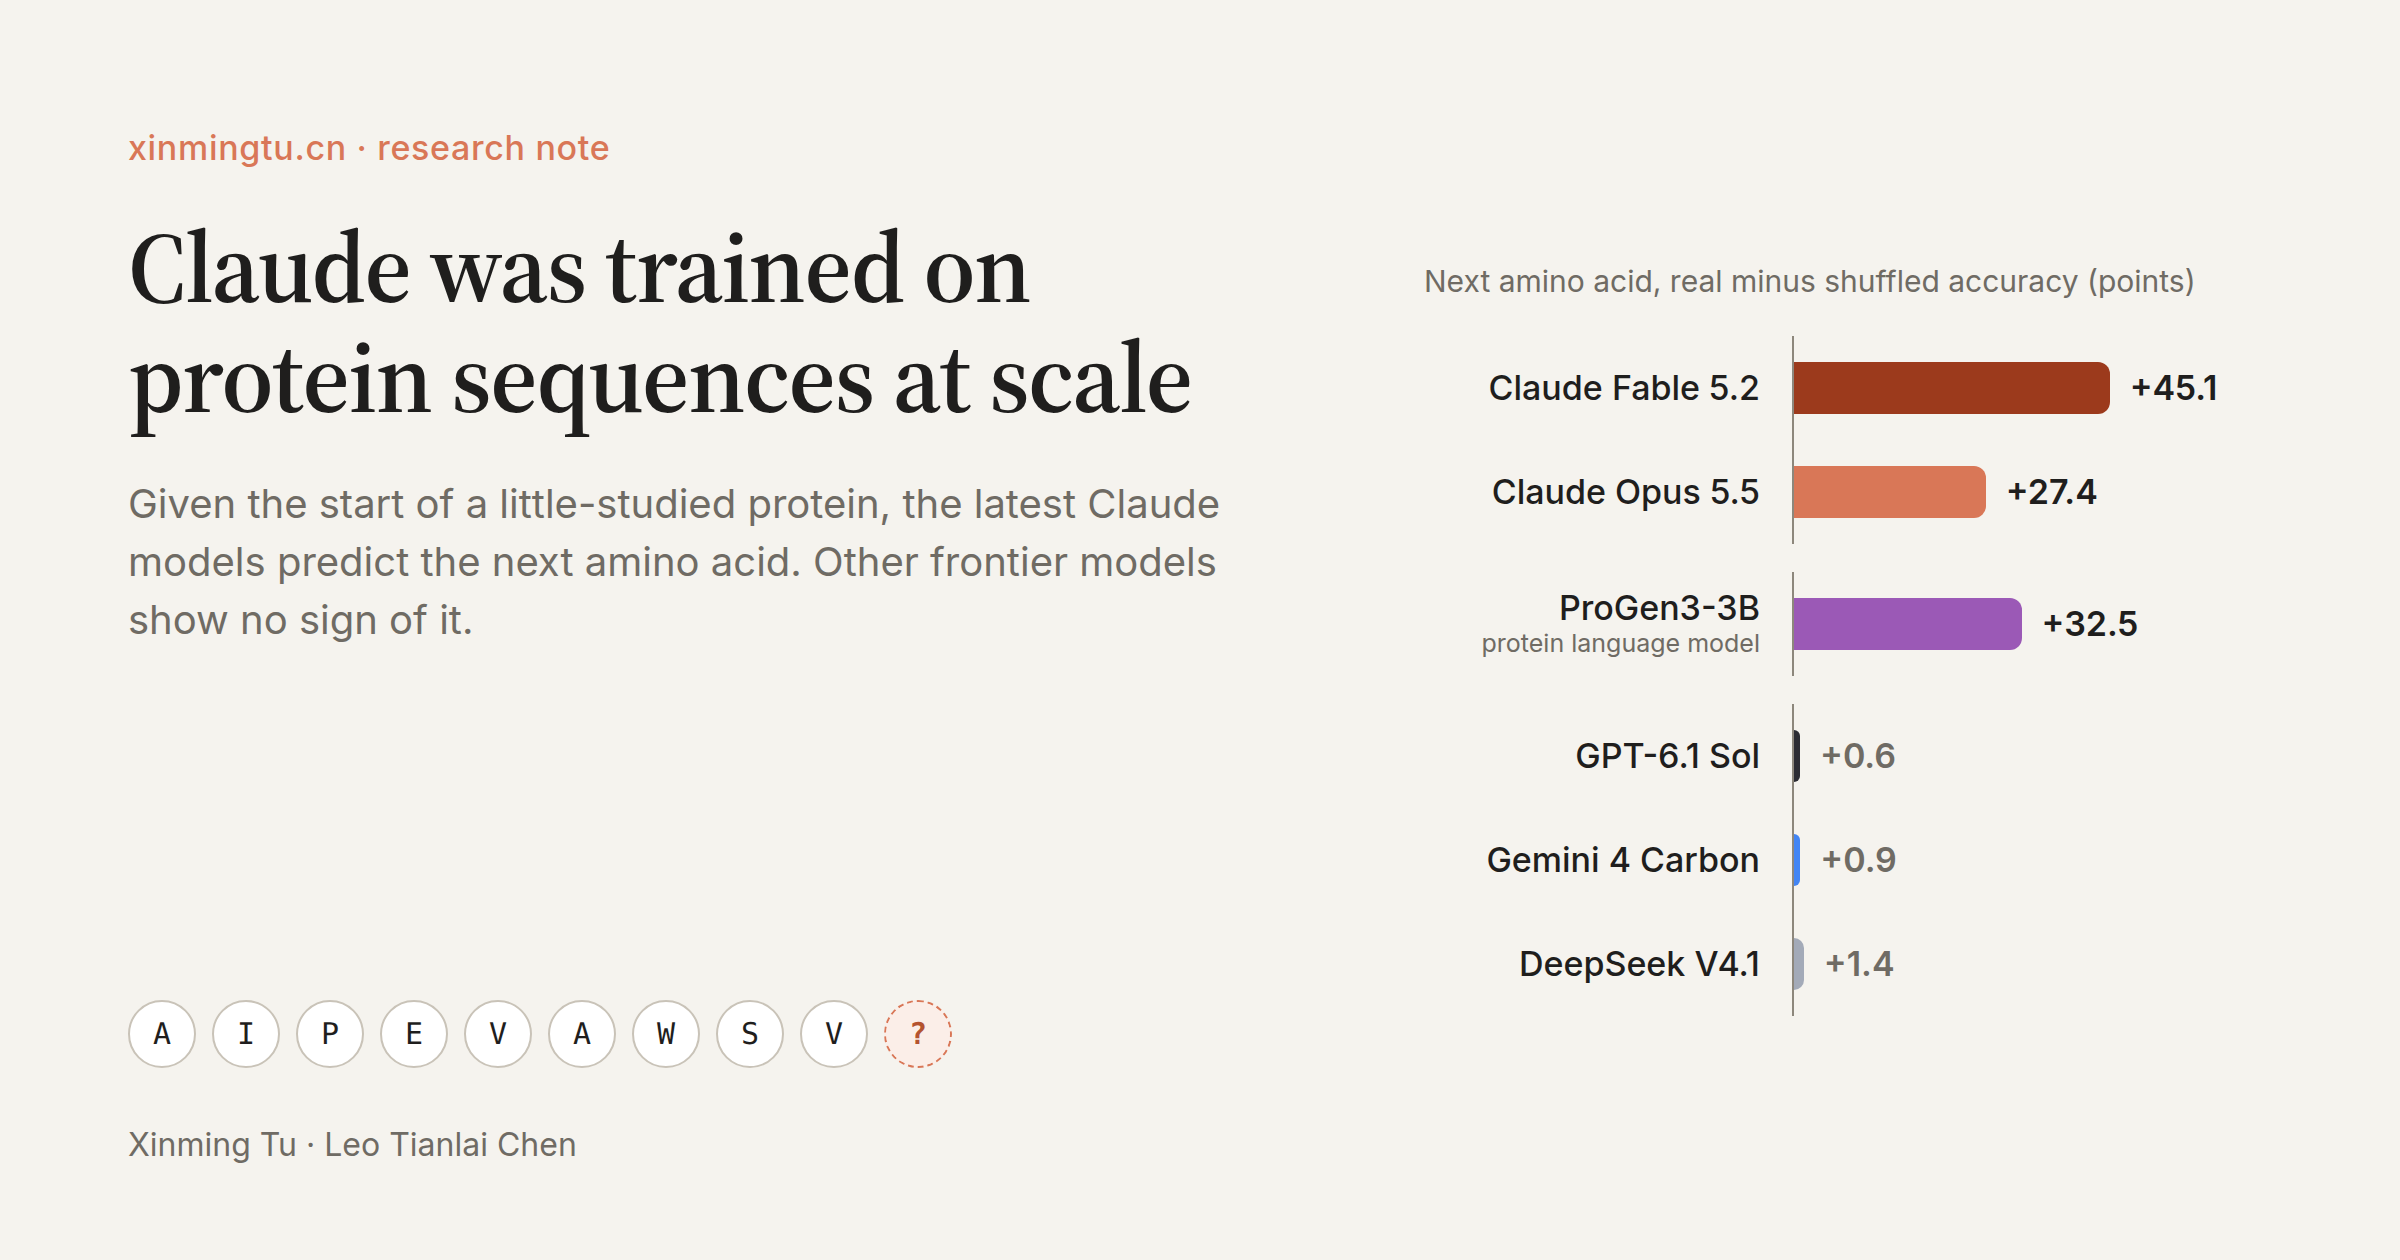 xinmingtu.cn · research note
Claude was trained on
protein sequences at scale
Given the start of a little-studied protein, the latest Claude
models predict the next amino acid. Other frontier models
show no sign of it.
A I P E V A W S V ?
Xinming Tu · Leo Tianlai Chen
Next amino acid, real minus shuffled accuracy (points)
Claude Fable 5.2 +45.1
Claude Opus 5.5 +27.4
ProGen3-3B +32.5
protein language model
GPT-6.1 Sol +0.6
Gemini 4 Carbon +0.9
DeepSeek V4.1 +1.4